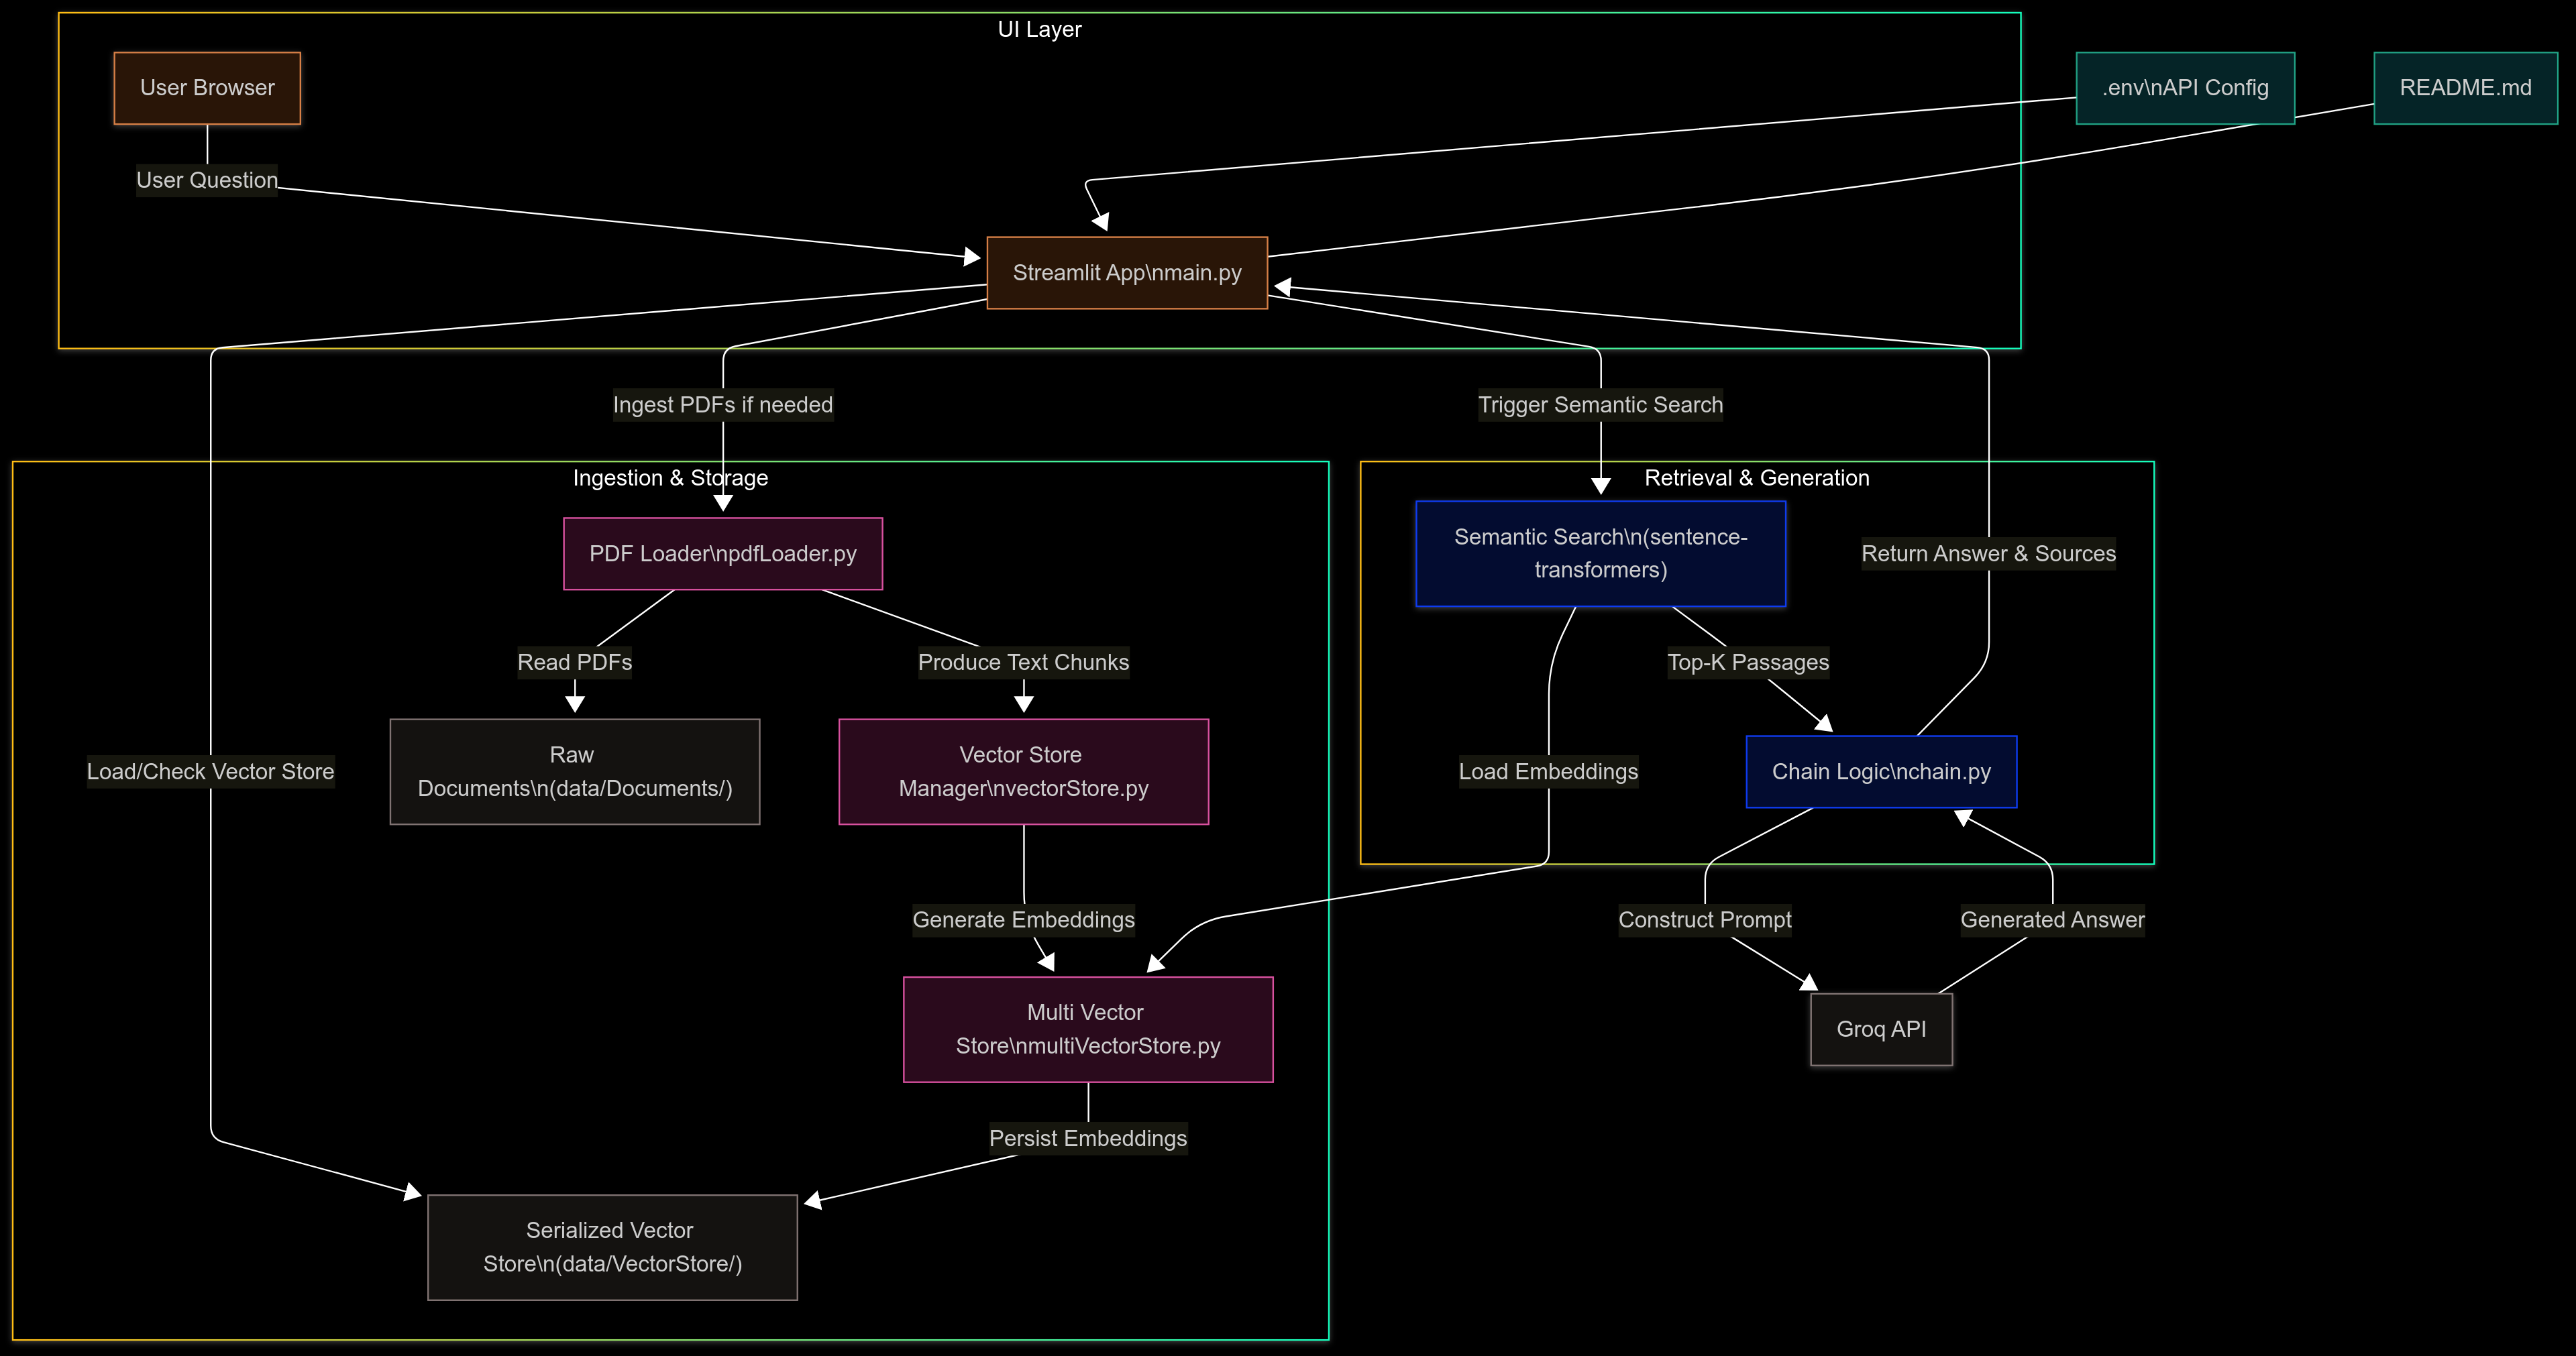 UI Layer
User Browser
.env\nAPI Config
README.md
User Question
Streamlit App\nmain.py
Ingest PDFs if needed
Trigger Semantic Search
Ingestion & Storage
Retrieval & Generation
PDF Loader\npdfLoader.py
Semantic Search\n(sentence-
transformers)
Return Answer & Sources
Read PDFs
Produce Text Chunks
Top-K Passages
Load/Check Vector Store
Raw
Documents\n(data/Documents/)
Vector Store
Manager\nvectorStore.py
Load Embeddings
Chain Logic\nchain.py
Generate Embeddings
Construct Prompt
Generated Answer
Multi Vector
Store\nmultiVectorStore.py
Groq API
Persist Embeddings
Serialized Vector
Store\n(data/VectorStore/)